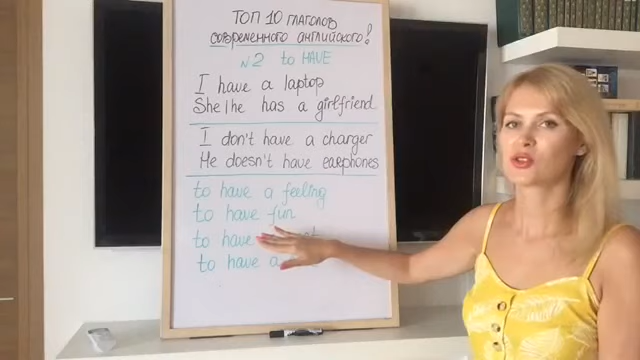 ТОП 10 глаголов
современного английского!
№2 to HAVE
I have a laptop
She/he has a girlfriend
I don't have a charger
He doesn't have earphones
to have a feeling
to have fun
to have
to have a